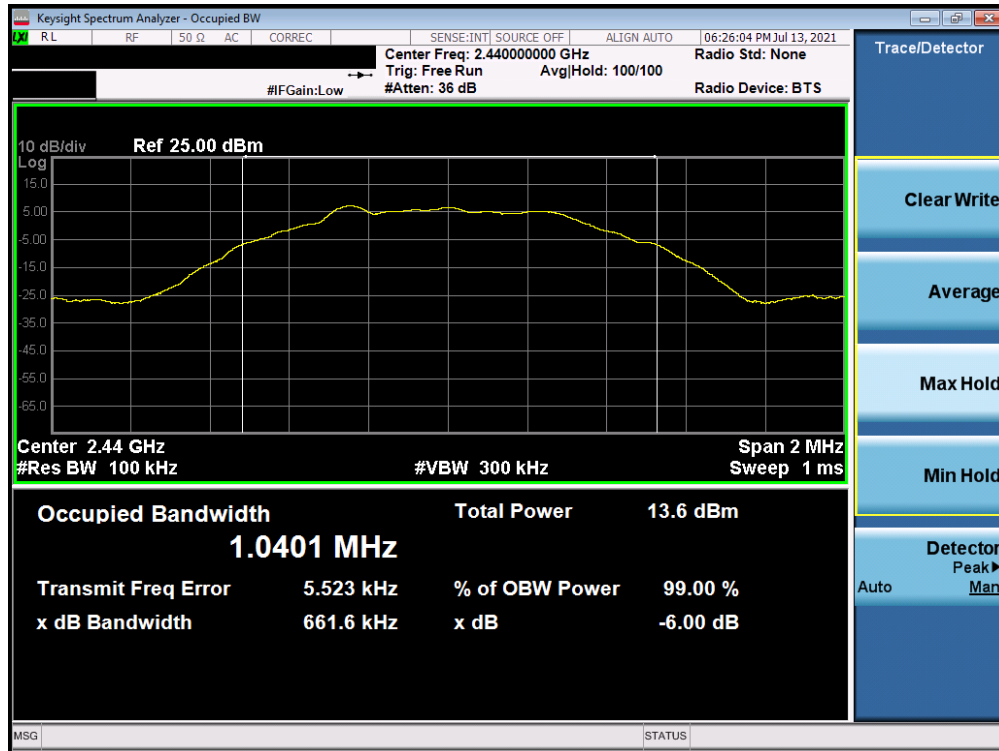 Keysight Spectrum Analyzer - Occupied BW
LXI RL RF 50 Ω AC CORREC SENSE:INT SOURCE OFF ALIGN AUTO 06:26:04 PM Jul 13, 2021
Center Freq: 2.440000000 GHz Radio Std: None
Trig: Free Run Avg|Hold: 100/100
#IFGain:Low #Atten: 36 dB Radio Device: BTS
Trace/Detector
10 dB/div Ref 25.00 dBm
Log
15.0
5.00
-5.00
-15.0
-25.0
-35.0
-45.0
-55.0
-65.0
Center 2.44 GHz Span 2 MHz
#Res BW 100 kHz #VBW 300 kHz Sweep 1 ms
Occupied Bandwidth Total Power 13.6 dBm
1.0401 MHz
Transmit Freq Error 5.523 kHz % of OBW Power 99.00 %
x dB Bandwidth 661.6 kHz x dB -6.00 dB
Clear Write
Average
Max Hold
Min Hold
Detector
Peak
Auto Man
MSG STATUS